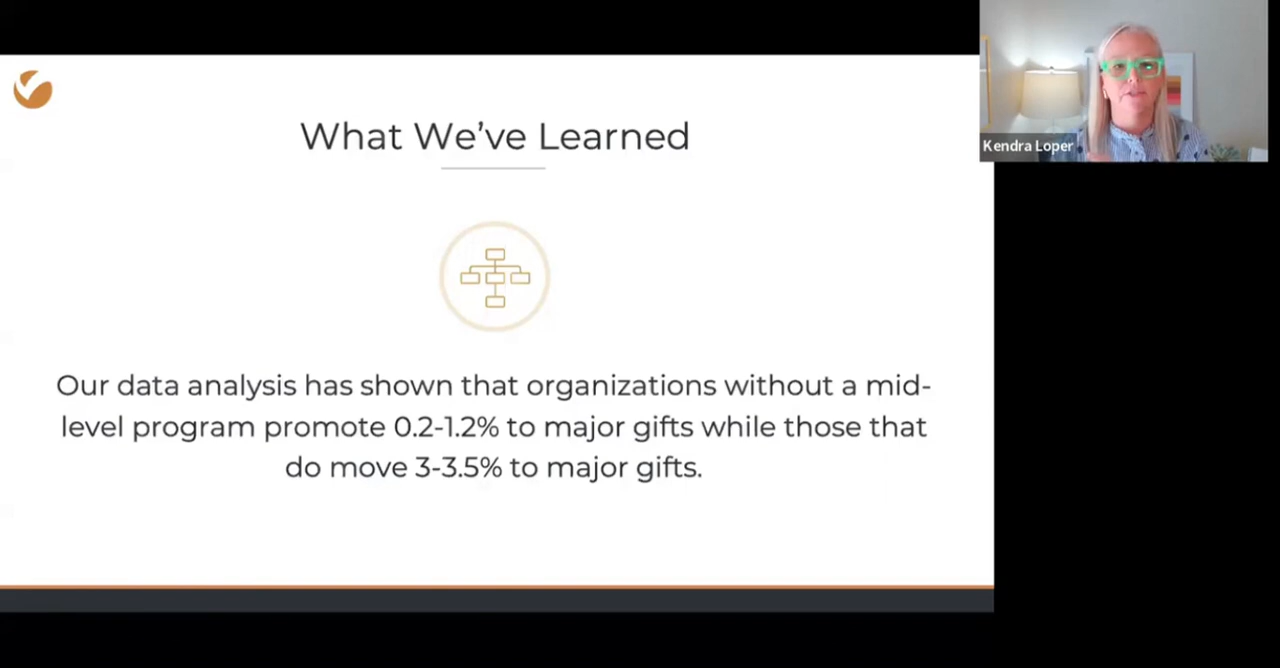 What We’ve Learned
Our data analysis has shown that organizations without a mid-
level program promote 0.2-1.2% to major gifts while those that
do move 3-3.5% to major gifts.
Kendra Loper